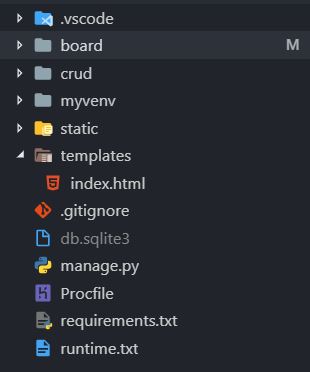 .vscode
board M
crud
myvenv
static
templates
index.html
.gitignore
db.sqlite3
manage.py
Procfile
requirements.txt
runtime.txt